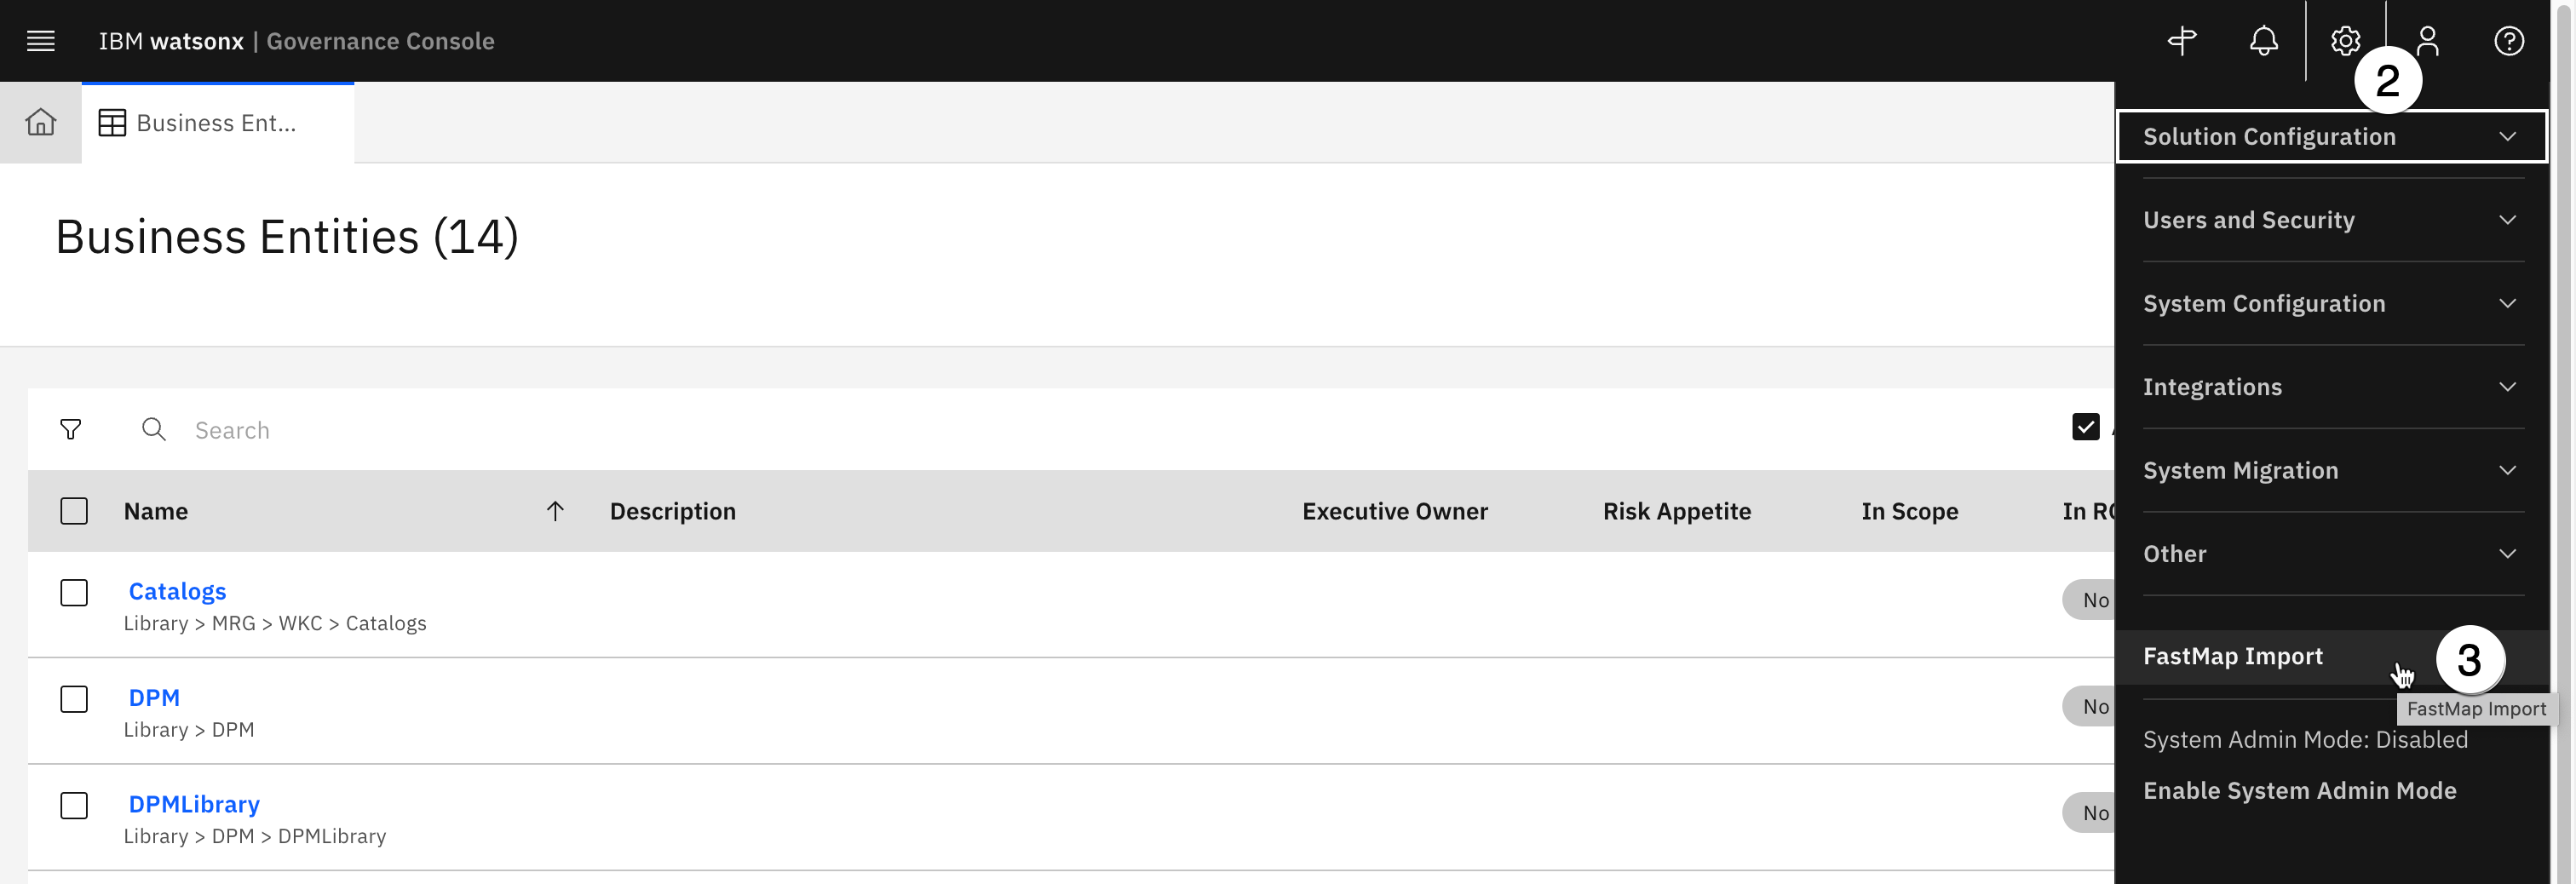 IBM watsonx | Governance Console
2
Business Ent...
Solution Configuration
Users and Security
Business Entities (14)
System Configuration
Integrations
Search
System Migration
Name
Description
Executive Owner
Risk Appetite
In Scope
In RC
Other
Catalogs
Library > MRG > WKC > Catalogs
No
FastMap Import
3
FastMap Import
DPM
Library > DPM
No
System Admin Mode: Disabled
Enable System Admin Mode
DPMLibrary
Library > DPM > DPMLibrary
No